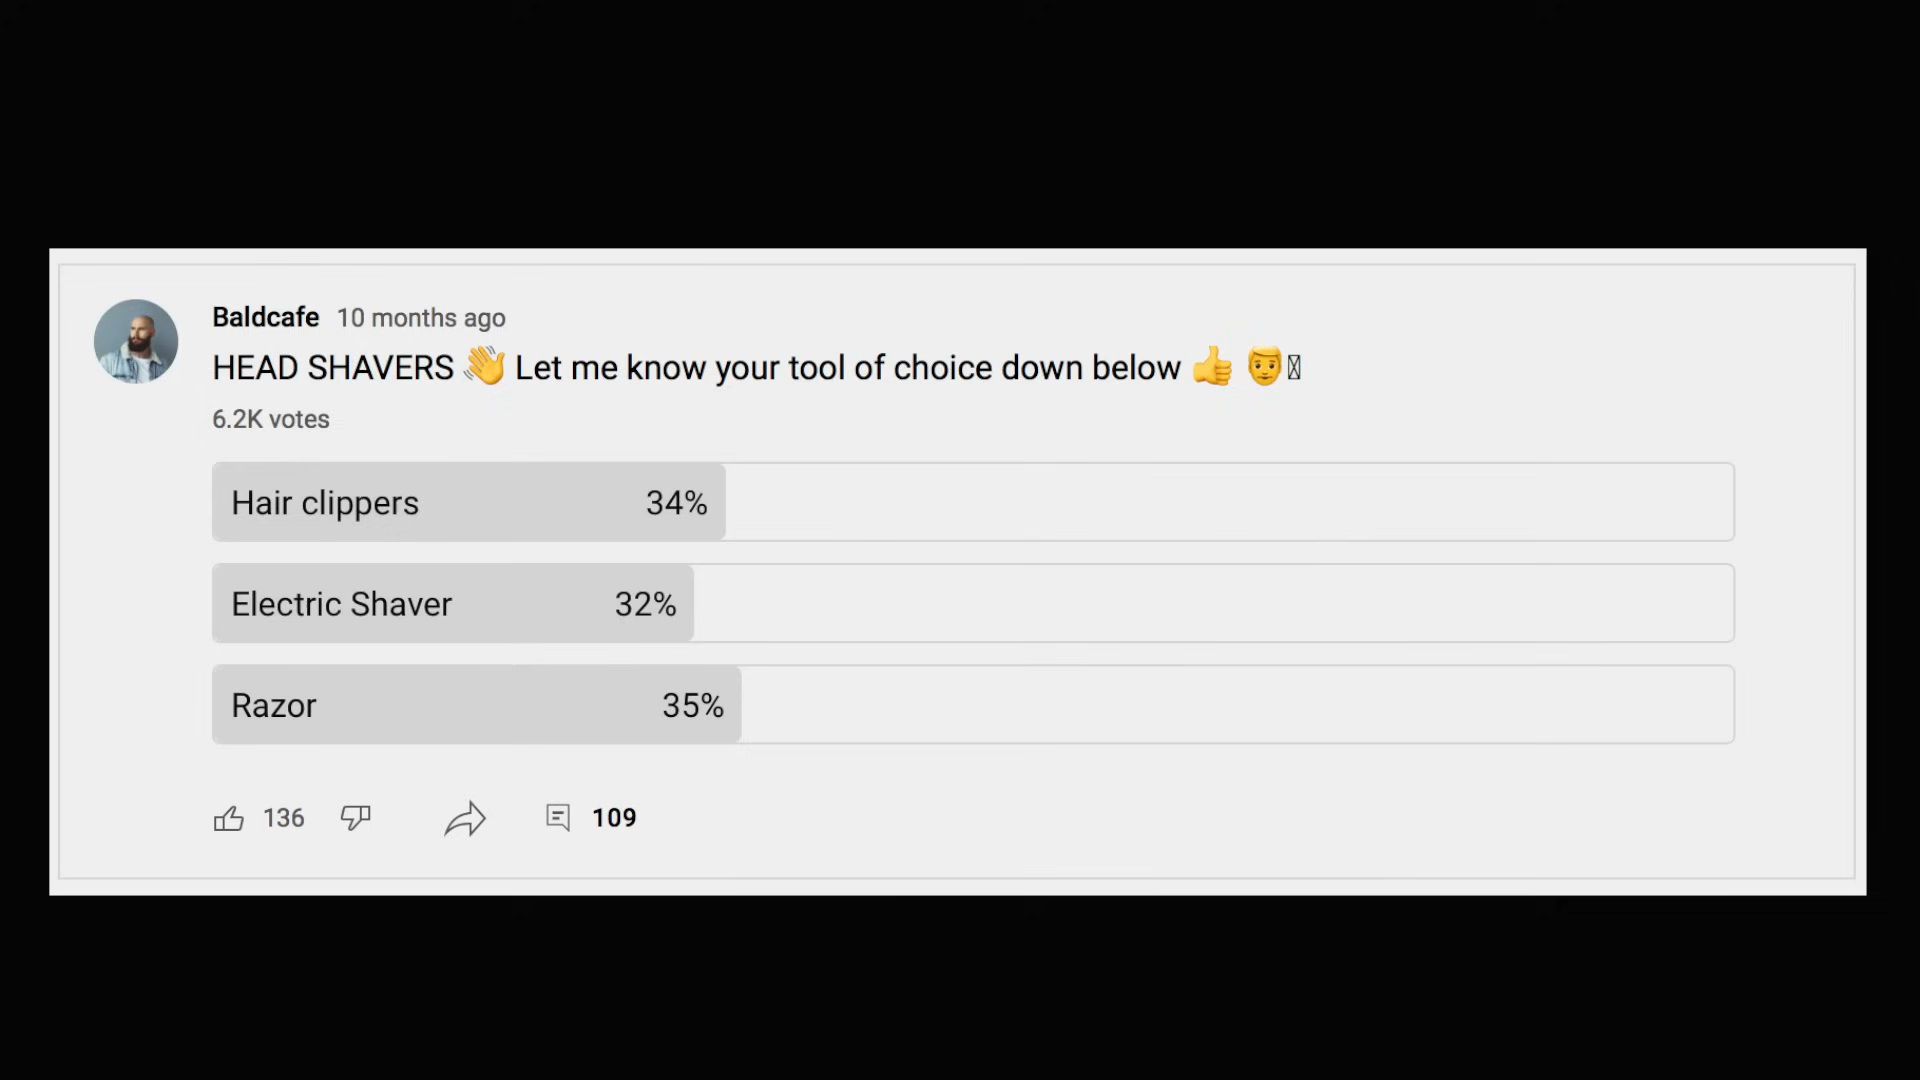 Baldcafe 10 months ago
HEAD SHAVERS 👋 Let me know your tool of choice down below 👍 👨
6.2K votes
Hair clippers 34%
Electric Shaver 32%
Razor 35%
136 109